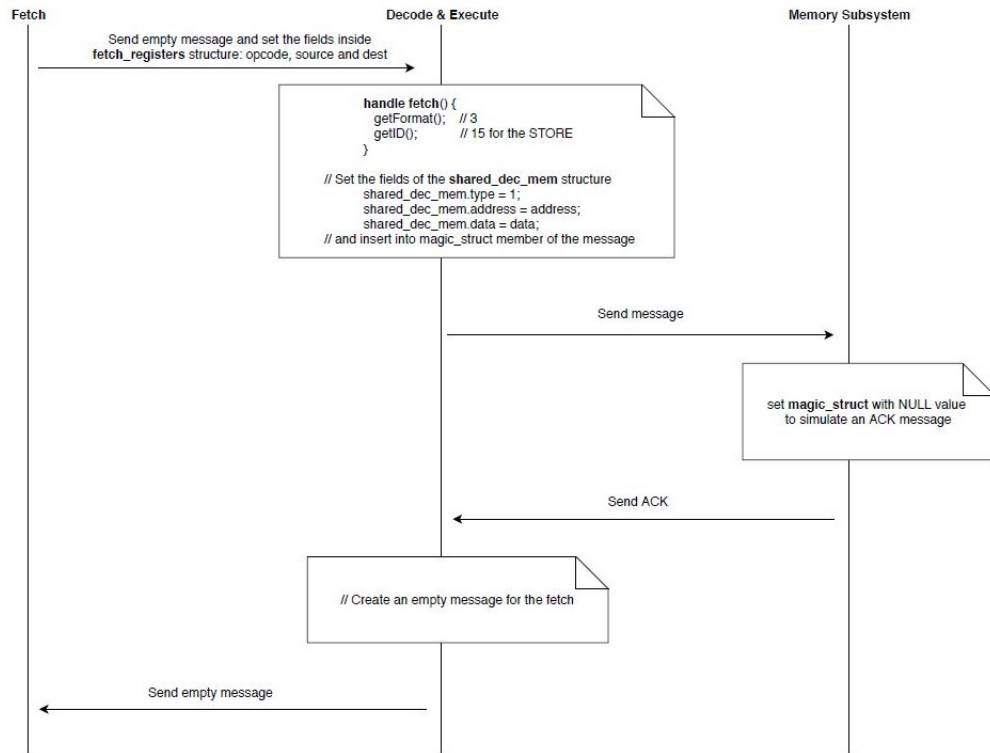 Fetch
Decode & Execute
Memory Subsystem
Send empty message and set the fields inside
fetch_registers structure: opcode, source and dest
handle fetch() {
getFormat(); // 3
getID(); // 15 for the STORE
}
// Set the fields of the shared_dec_mem structure
shared_dec_mem.type = 1;
shared_dec_mem.address = address;
shared_dec_mem.data = data;
// and insert into magic_struct member of the message
Send message
set magic_struct with NULL value
to simulate an ACK message
Send ACK
// Create an empty message for the fetch
Send empty message